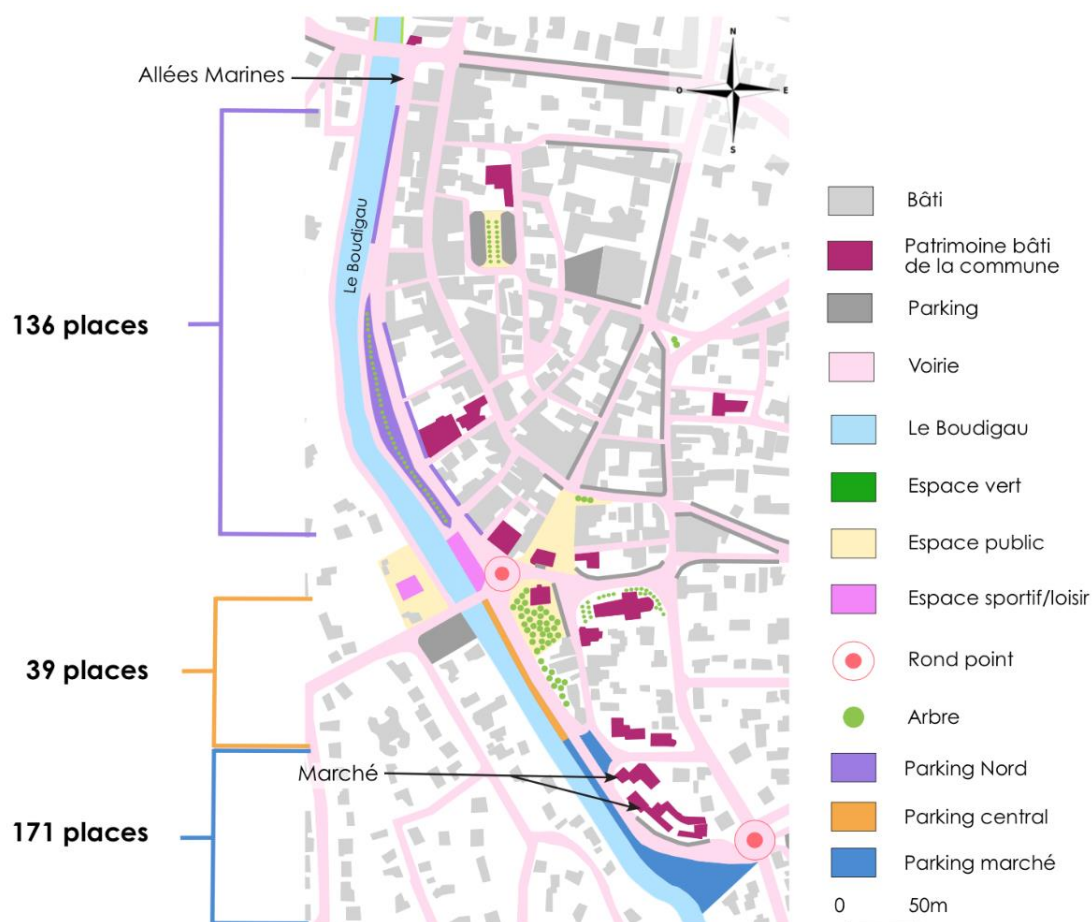 N
O
E
S
Allées Marines
Le Boudigau
136 places
39 places
171 places
Marché
Bâti
Patrimoine bâti
de la commune
Parking
Voirie
Le Boudigau
Espace vert
Espace public
Espace sportif/loisir
Rond point
Arbre
Parking Nord
Parking central
Parking marché
0 50m